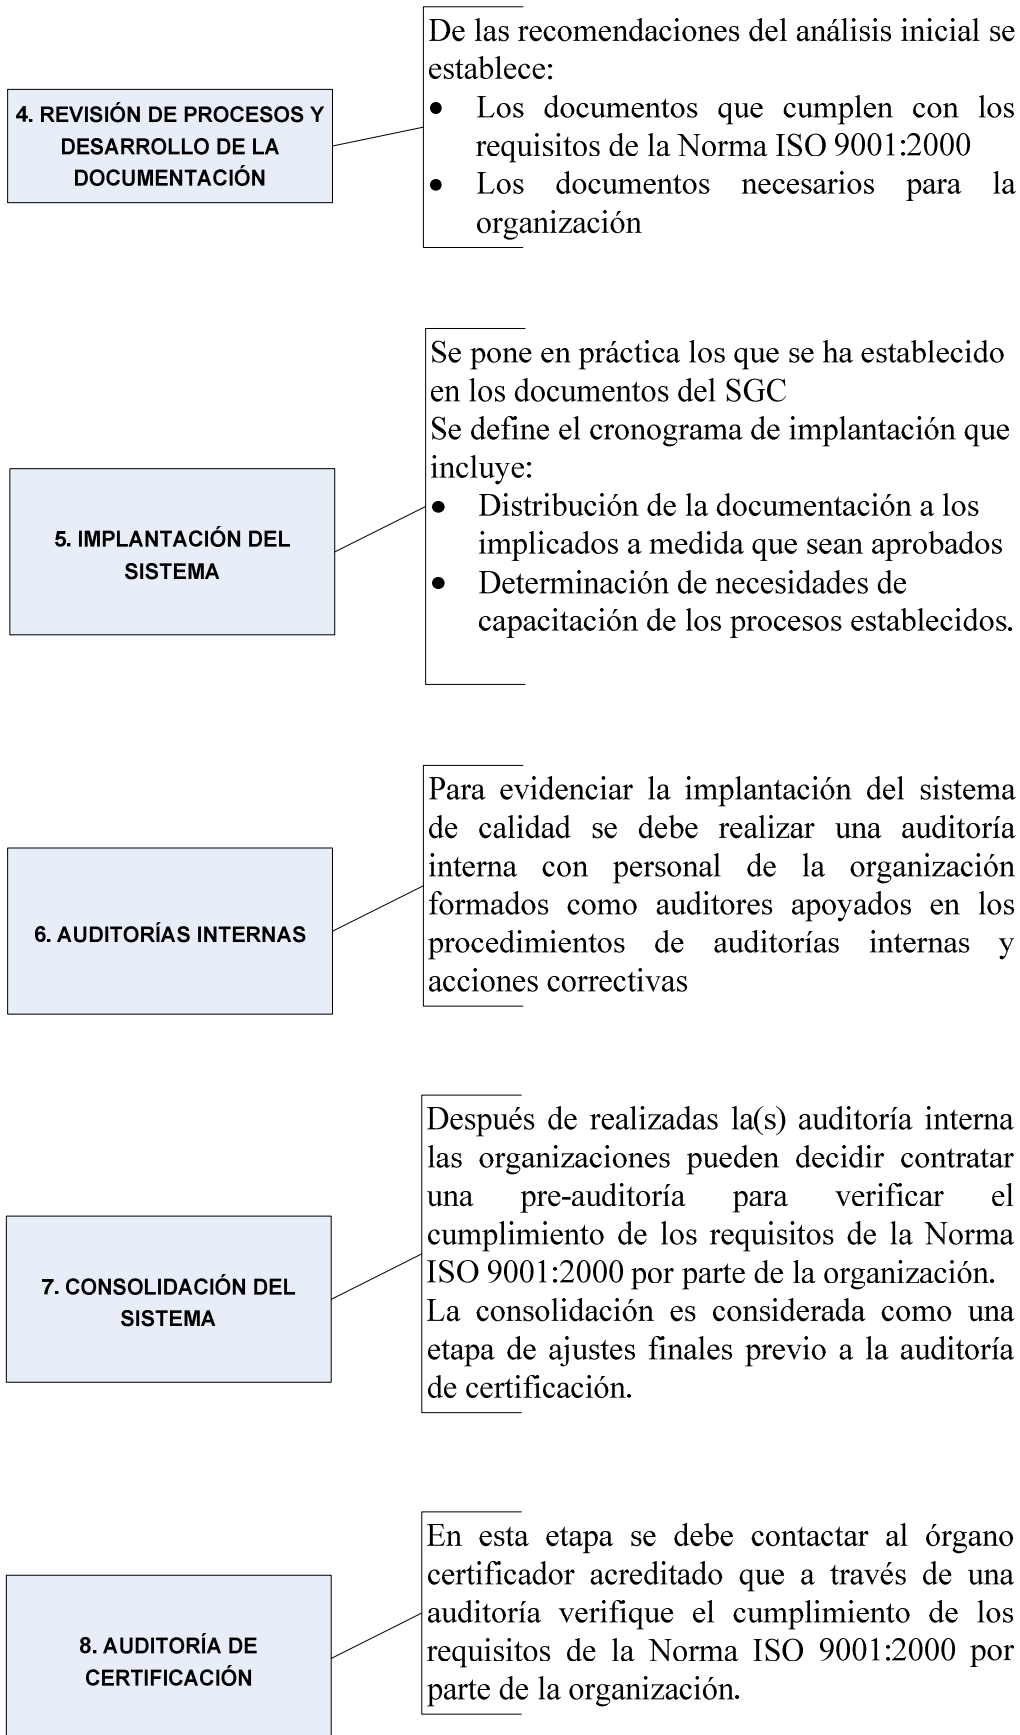 4. REVISIÓN DE PROCESOS Y
DESARROLLO DE LA
DOCUMENTACIÓN
De las recomendaciones del análisis inicial se
establece:
• Los documentos que cumplen con los
requisitos de la Norma ISO 9001:2000
• Los documentos necesarios para la
organización
5. IMPLANTACIÓN DEL
SISTEMA
Se pone en práctica los que se ha establecido
en los documentos del SGC
Se define el cronograma de implantación que
incluye:
• Distribución de la documentación a los
implicados a medida que sean aprobados
• Determinación de necesidades de
capacitación de los procesos establecidos.
6. AUDITORÍAS INTERNAS
Para evidenciar la implantación del sistema
de calidad se debe realizar una auditoría
interna con personal de la organización
formados como auditores apoyados en los
procedimientos de auditorías internas y
acciones correctivas
7. CONSOLIDACIÓN DEL
SISTEMA
Después de realizadas la(s) auditoría interna
las organizaciones pueden decidir contratar
una pre-auditoría para verificar el
cumplimiento de los requisitos de la Norma
ISO 9001:2000 por parte de la organización.
La consolidación es considerada como una
etapa de ajustes finales previo a la auditoría
de certificación.
8. AUDITORÍA DE
CERTIFICACIÓN
En esta etapa se debe contactar al órgano
certificador acreditado que a través de una
auditoría verifique el cumplimiento de los
requisitos de la Norma ISO 9001:2000 por
parte de la organización.